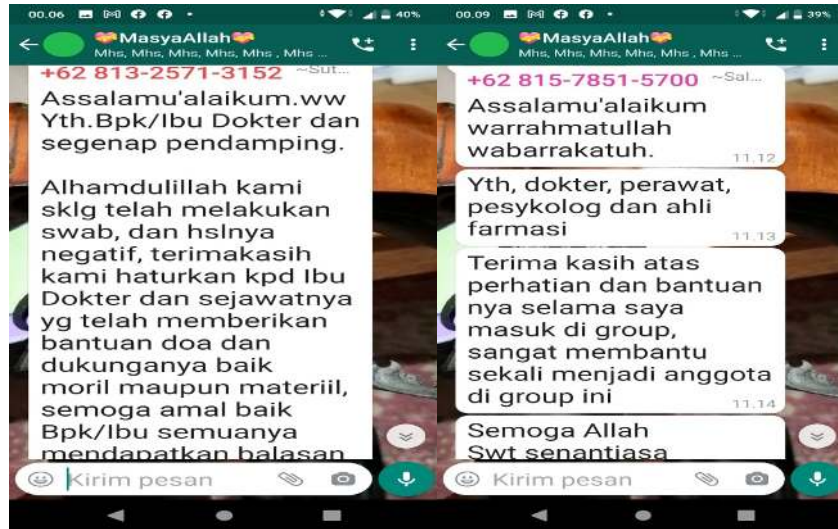 00.06
40%
MasyaAllah
Mhs, Mhs, Mhs, Mhs, Mhs , Mhs ...
+62 813-2571-3152 ~Sut...
Assalamu'alaikum.ww
Yth.Bpk/Ibu Dokter dan
segenap pendamping.
Alhamdulillah kami
sklg telah melakukan
swab, dan hslnya
negatif, terimakasih
kami haturkan kpd Ibu
Dokter dan sejawatnya
yg telah memberikan
bantuan doa dan
dukunganya baik
moril maupun materiil,
semoga amal baik
Bpk/Ibu semuanya
mendapatkan balasan
Kirim pesan
00.09
39%
MasyaAllah
Mhs, Mhs, Mhs, Mhs, Mhs , Mhs ...
+62 815-7851-5700 ~Sal...
Assalamu'alaikum
warrahmatullah
wabarrakatuh.
11.12
Yth, dokter, perawat,
pesykolog dan ahli
farmasi
11.13
Terima kasih atas
perhatian dan bantuan
nya selama saya
masuk di group,
sangat membantu
sekali menjadi anggota
di group ini
11.14
Semoga Allah
Swt senantiasa
Kirim pesan